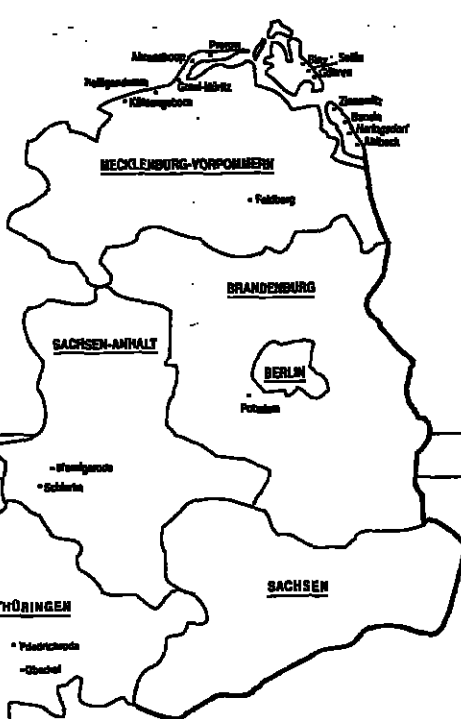 Prerow
Ahrenshoop
Binz
Sellin
Göhren
Heiligendamm
Graal-Müritz
Kühlungsborn
Zinnowitz
Bansin
Heringsdorf
Ahlbeck
MECKLENBURG-VORPOMMERN
Feldberg
BRANDENBURG
SACHSEN-ANHALT
BERLIN
Potsdam
Wernigerode
Schierke
SACHSEN
THÜRINGEN
Friedrichroda
Oberhof